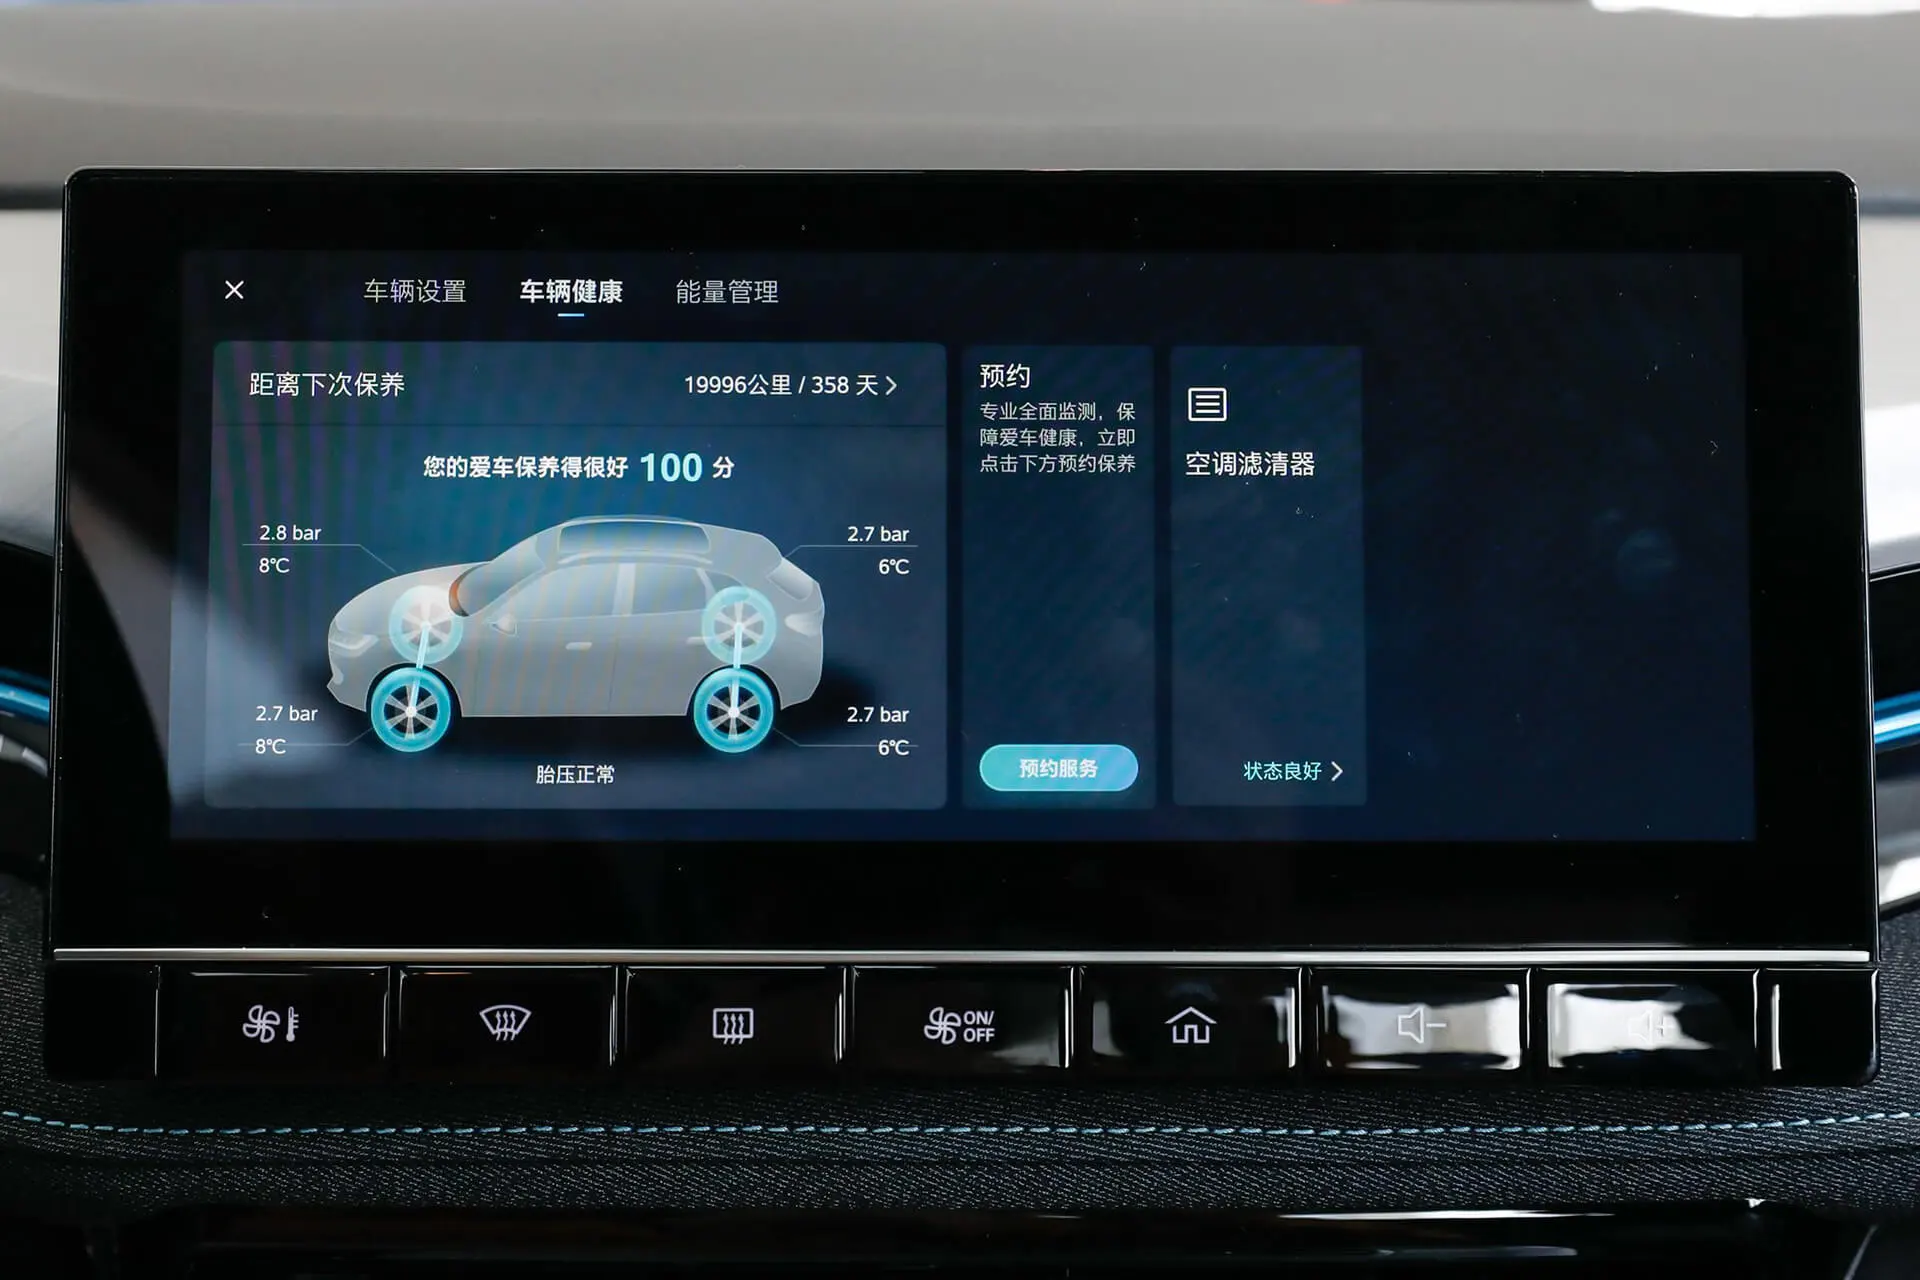 车辆设置 车辆健康 能量管理
距离下次保养 19996公里 / 358 天
您的爱车保养得很好 100 分
2.8 bar
8℃
2.7 bar
6℃
2.7 bar
8℃
2.7 bar
6℃
胎压正常
预约
专业全面监测，保
障爱车健康，立即
点击下方预约保养
预约服务
空调滤清器
状态良好
ON/
OFF